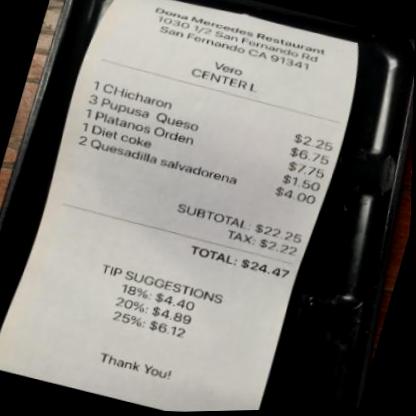 Dona Mercedes Restaurant
1030 1/2 San Fernando Rd
San Fernando CA 91341
Vero
CENTER L
1 CHicharon $2.25
3 Pupusa Queso $6.75
1 Platanos Orden $7.75
1 Diet coke $1.50
2 Quesadilla salvadorena $4.00
SUBTOTAL: $22.25
TAX: $2.22
TOTAL: $24.47
TIP SUGGESTIONS
18%: $4.40
20%: $4.89
25%: $6.12
Thank You!